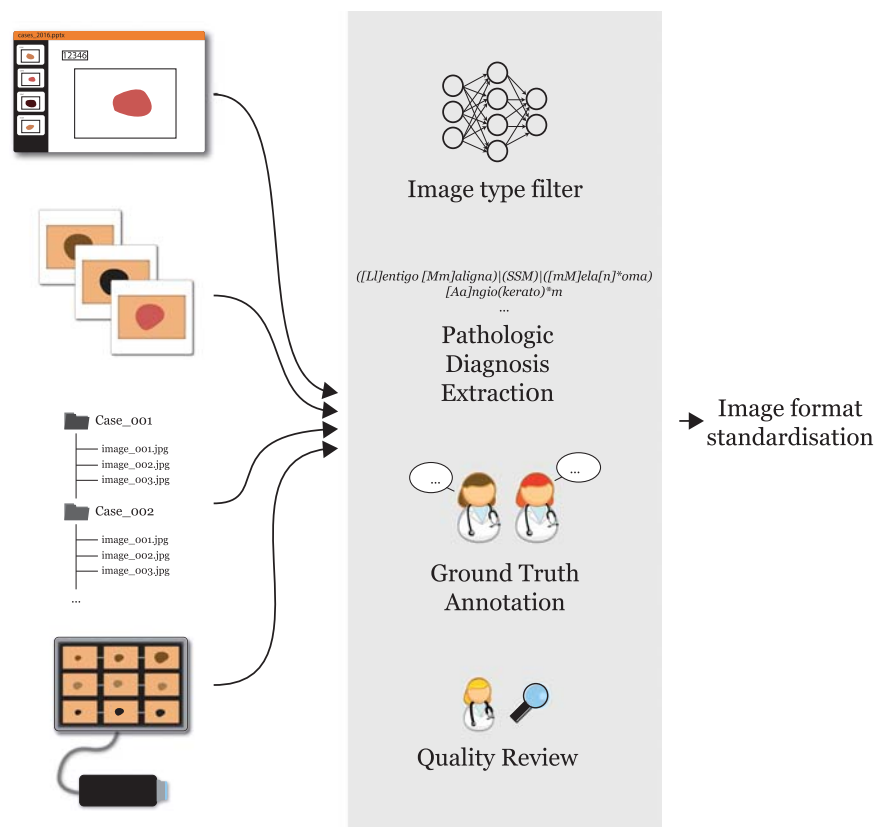 cases_2016.pptx
12346
Case_001
image_001.jpg
image_002.jpg
image_003.jpg
Case_002
image_001.jpg
image_002.jpg
image_003.jpg
...
Image type filter
([Ll]entigo [Mm]aligna)|(SSM)|([mM]ela[n]*oma)
[Aa]ngio(kerato)*m
...
Pathologic
Diagnosis
Extraction
...
...
Ground Truth
Annotation
Quality Review
Image format
standardisation